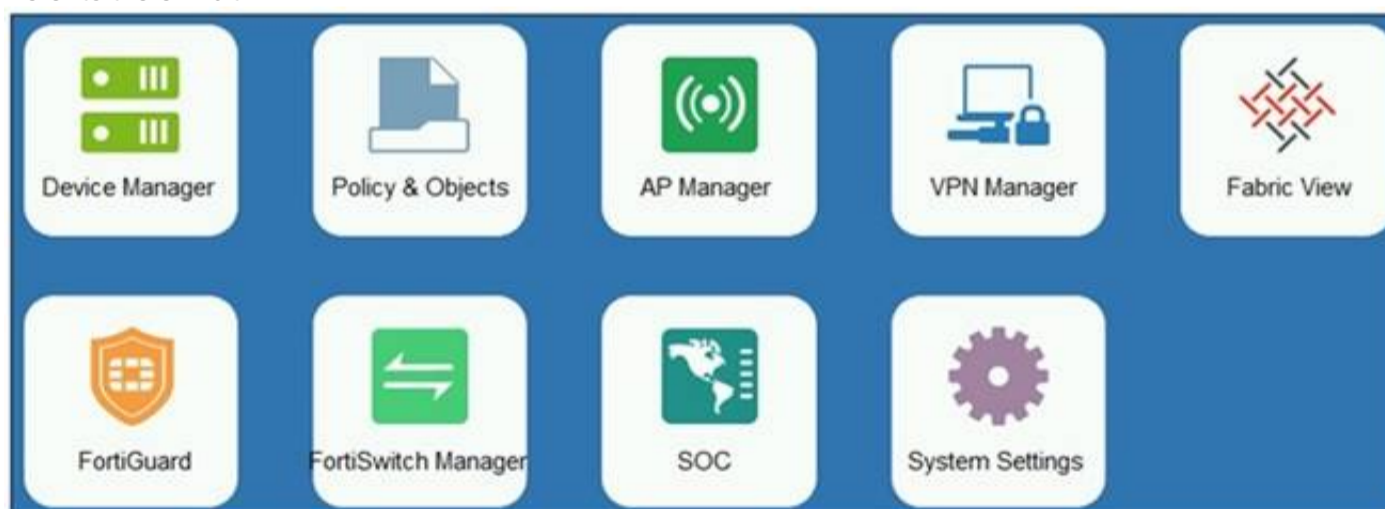 Device Manager
Policy & Objects
AP Manager
VPN Manager
Fabric View
FortiGuard
FortiSwitch Manager
SOC
System Settings